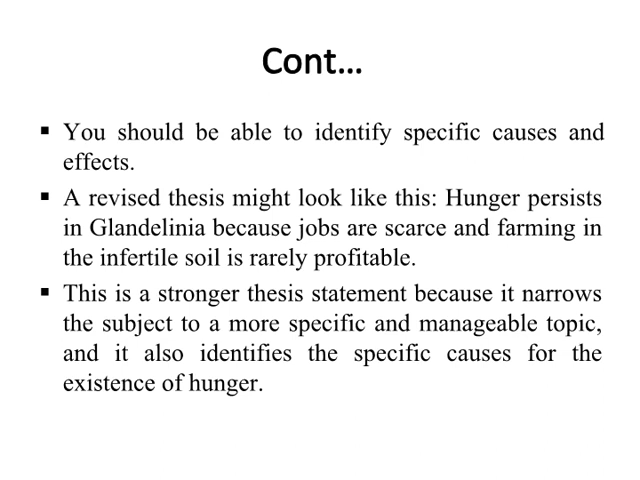 Cont...
▪ You should be able to identify specific causes and
effects.
▪ A revised thesis might look like this: Hunger persists
in Glandelinia because jobs are scarce and farming in
the infertile soil is rarely profitable.
▪ This is a stronger thesis statement because it narrows
the subject to a more specific and manageable topic,
and it also identifies the specific causes for the
existence of hunger.